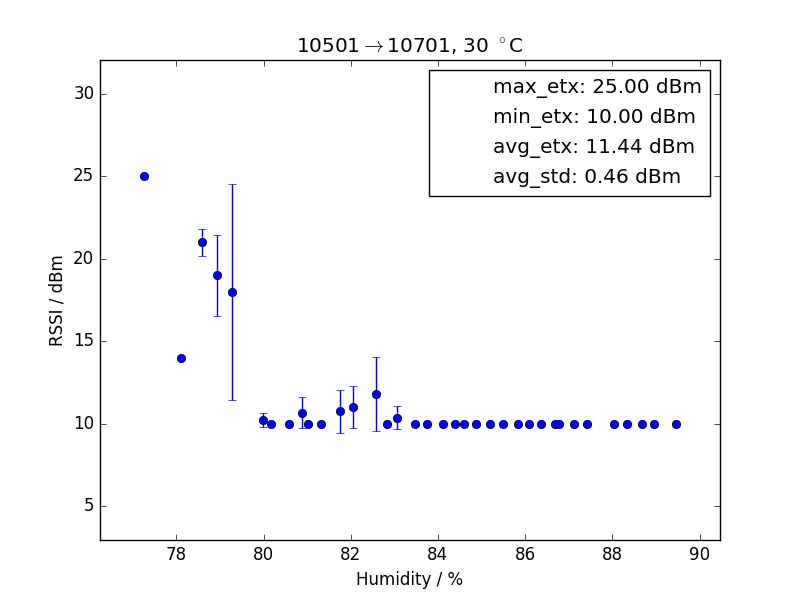 10501→10701, 30 °C
max_etx: 25.00 dBm
min_etx: 10.00 dBm
avg_etx: 11.44 dBm
avg_std: 0.46 dBm
RSSI / dBm
30
25
20
15
10
5
78 80 82 84 86 88 90
Humidity / %